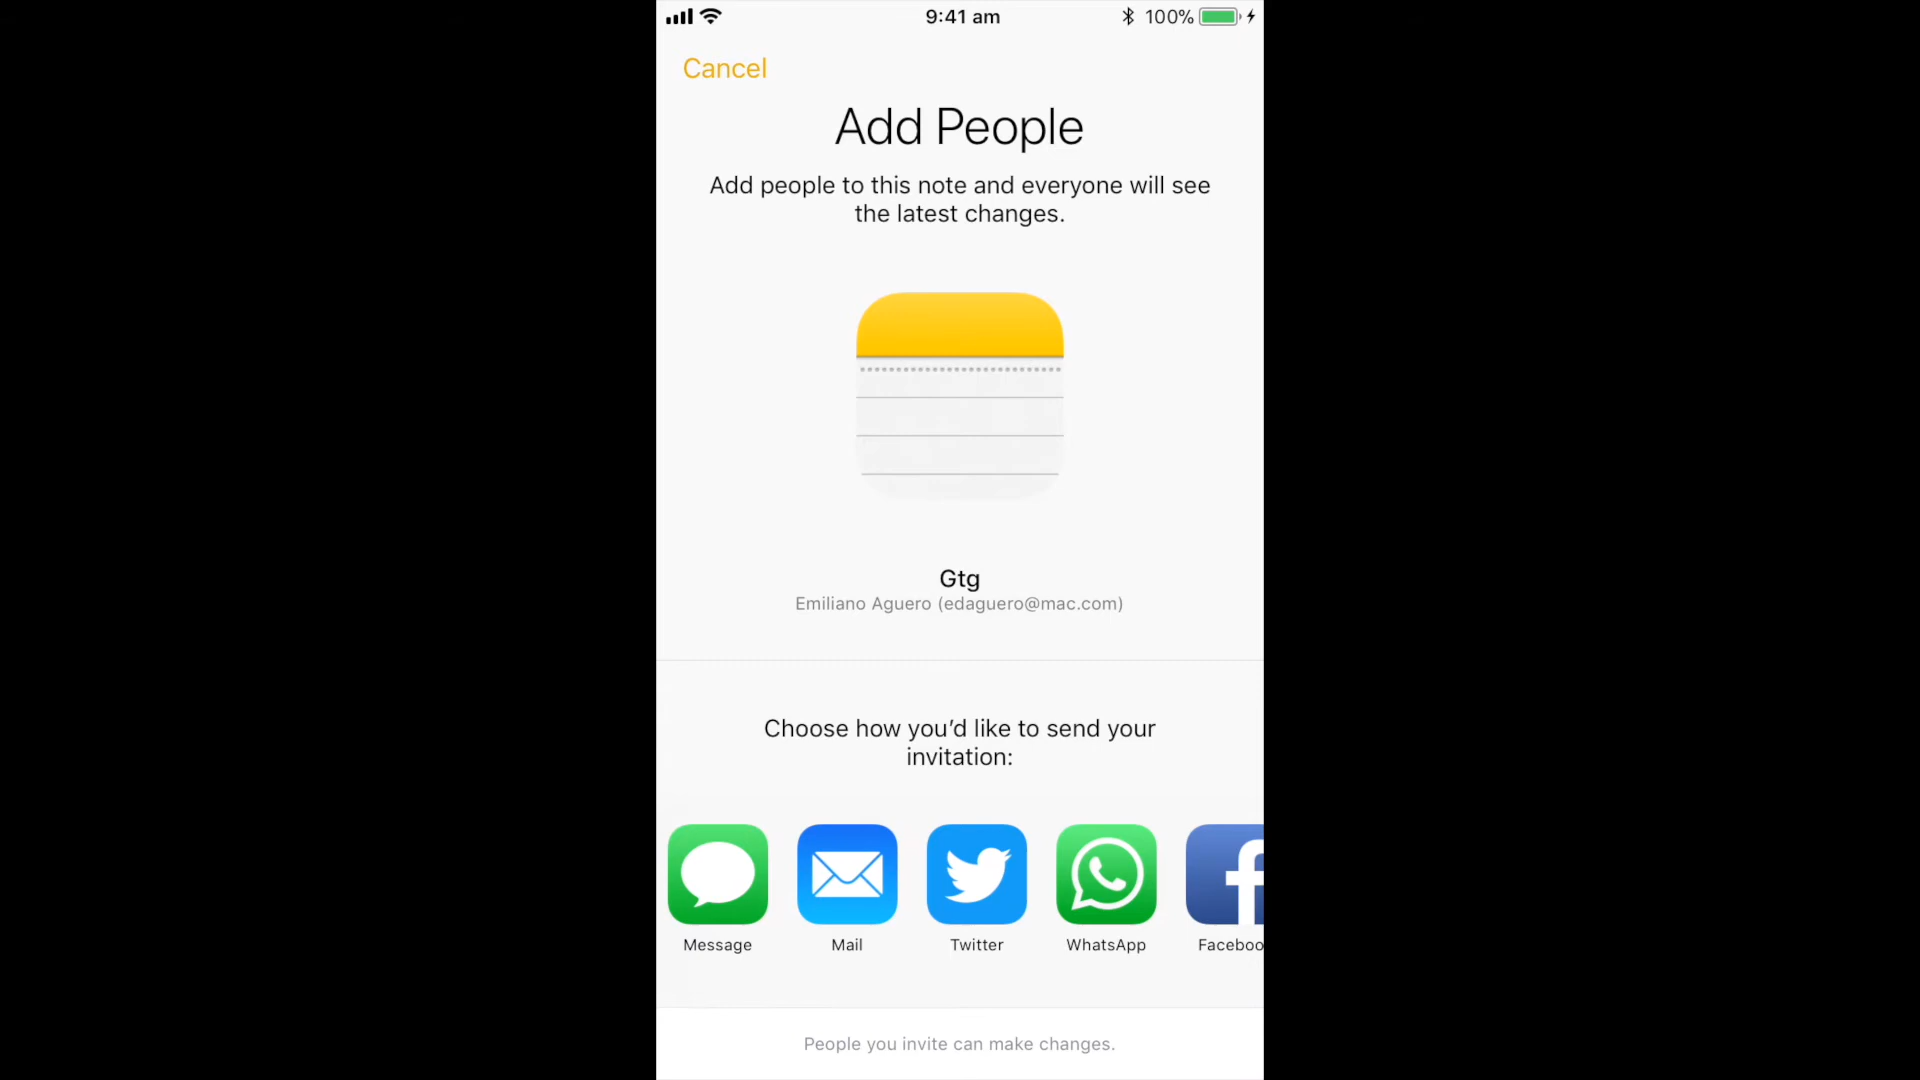 9:41 am
100%
Cancel
Add People
Add people to this note and everyone will see
the latest changes.
Gtg
Emiliano Aguero (edaguero@mac.com)
Choose how you’d like to send your
invitation:
Message Mail Twitter WhatsApp Faceboo
People you invite can make changes.